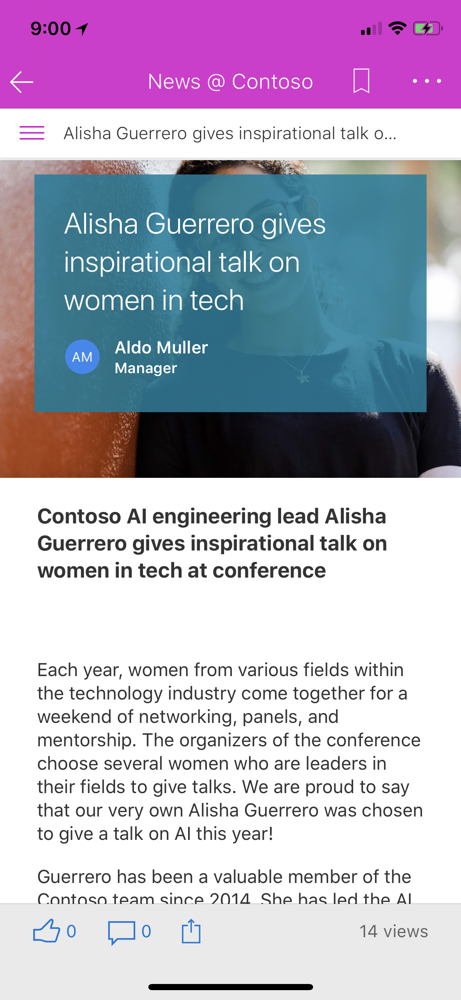 9:00
News @ Contoso
Alisha Guerrero gives inspirational talk o...
Alisha Guerrero gives
inspirational talk on
women in tech
AM
Aldo Muller
Manager
Contoso AI engineering lead Alisha
Guerrero gives inspirational talk on
women in tech at conference
Each year, women from various fields within
the technology industry come together for a
weekend of networking, panels, and
mentorship. The organizers of the conference
choose several women who are leaders in
their fields to give talks. We are proud to say
that our very own Alisha Guerrero was chosen
to give a talk on AI this year!
Guerrero has been a valuable member of the
Contoso team since 2014. She has led the AI
0
0
14 views